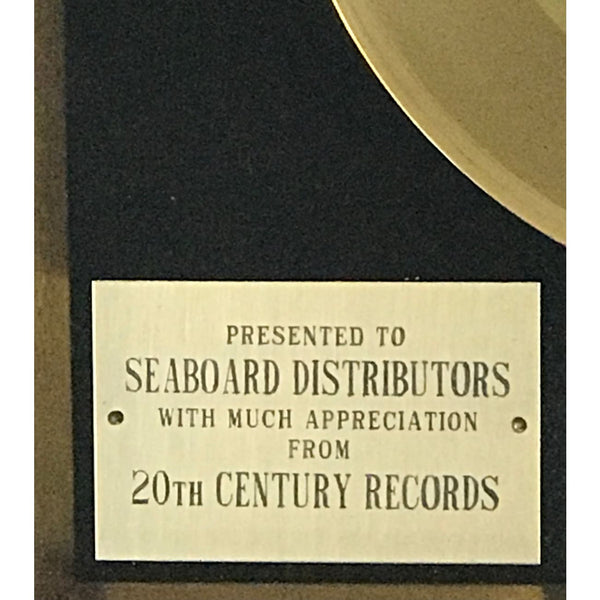 PRESENTED TO
SEABOARD DISTRIBUTORS
WITH MUCH APPRECIATION
FROM
20TH CENTURY RECORDS